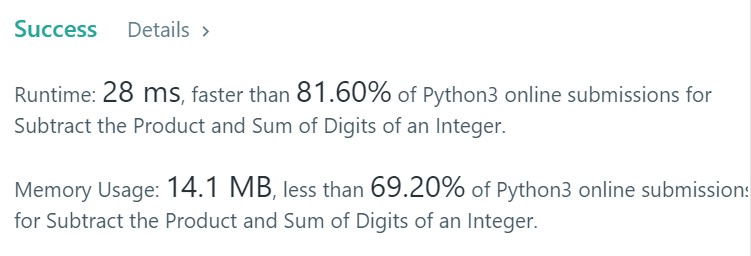 Success Details >
Runtime: 28 ms, faster than 81.60% of Python3 online submissions for
Subtract the Product and Sum of Digits of an Integer.
Memory Usage: 14.1 MB, less than 69.20% of Python3 online submissions
for Subtract the Product and Sum of Digits of an Integer.